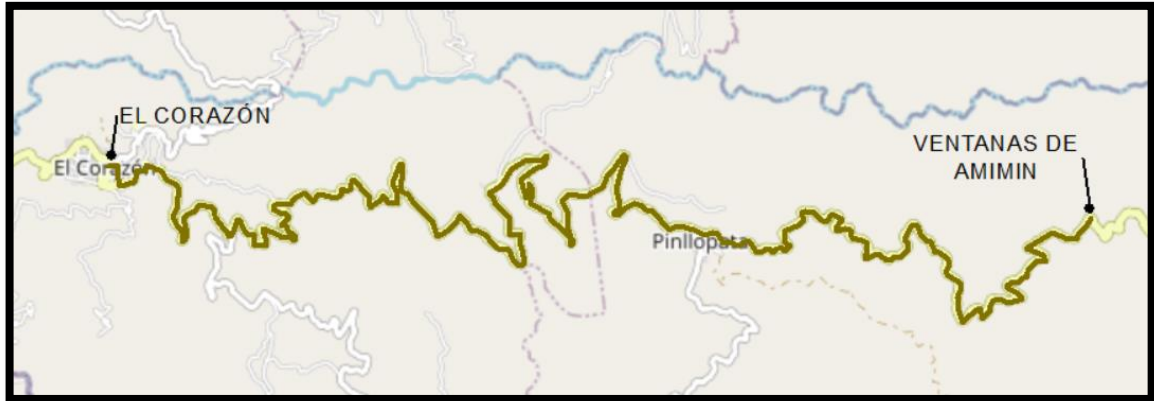 EL CORAZÓN
El Corazón
VENTANAS DE
AMIMIN
Pinllopata